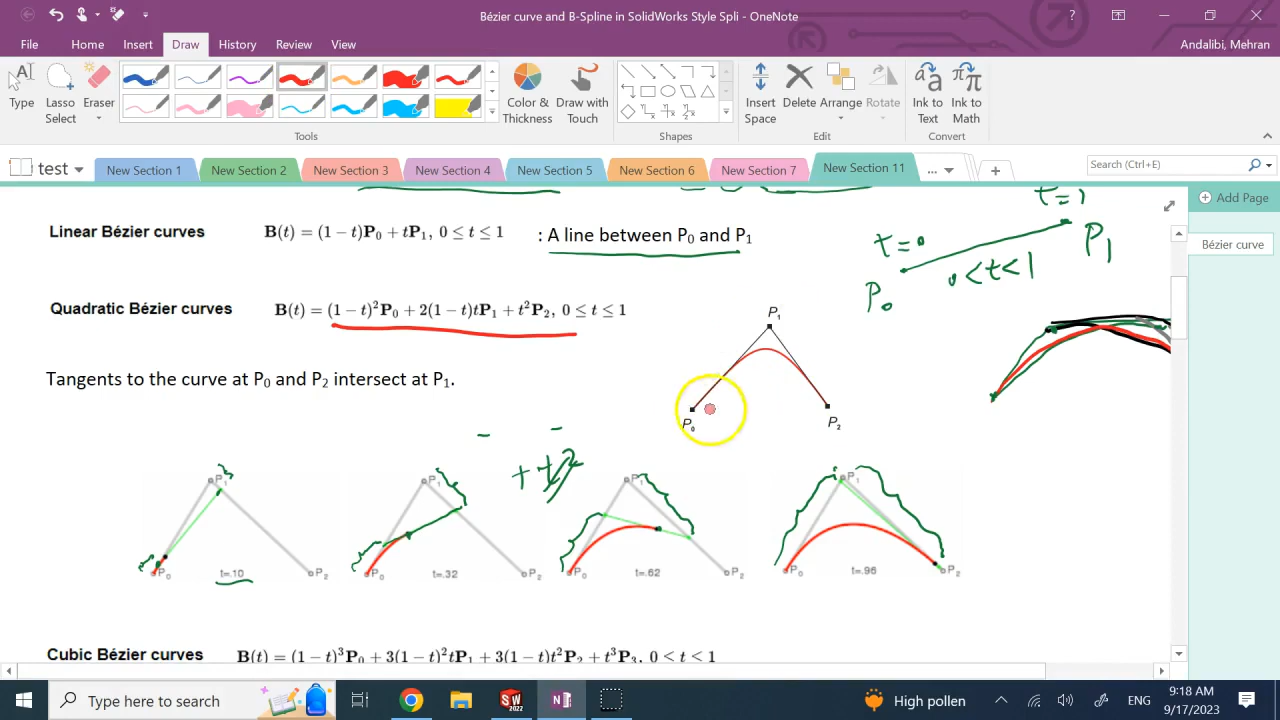 Bézier curve and B-Spline in SolidWorks Style Spli - OneNote
Andalibi, Mehran
File Home Insert Draw History Review View
Type Lasso Select Eraser
Color & Thickness Draw with Touch
Insert Space Delete Arrange Rotate Ink to Text Ink to Math
Tools Shapes Edit Convert
test New Section 1 New Section 2 New Section 3 New Section 4 New Section 5 New Section 6 New Section 7 New Section 11 ...
Search (Ctrl+E)
Add Page
Bézier curve
t=1
Linear Bézier curves B(t) = (1 − t)P₀ + tP₁, 0 ≤ t ≤ 1 : A line between P₀ and P₁
t=0
P₁
0<t<1
P₀
Quadratic Bézier curves B(t) = (1 − t)²P₀ + 2(1 − t)tP₁ + t²P₂, 0 ≤ t ≤ 1
P₁
Tangents to the curve at P₀ and P₂ intersect at P₁.
P₀ P₂
+ t²
P₁ P₁ P₁ P₁
P₀ t=.10 P₂ P₀ t=.32 P₂ P₀ t=.62 P₂ P₀ t=.96 P₂
Cubic Bézier curves B(t) = (1 − t)³P₀ + 3(1 − t)²tP₁ + 3(1 − t)t²P₂ + t³P₃, 0 ≤ t ≤ 1
Type here to search
SW 2022
High pollen
ENG
9:18 AM
9/17/2023